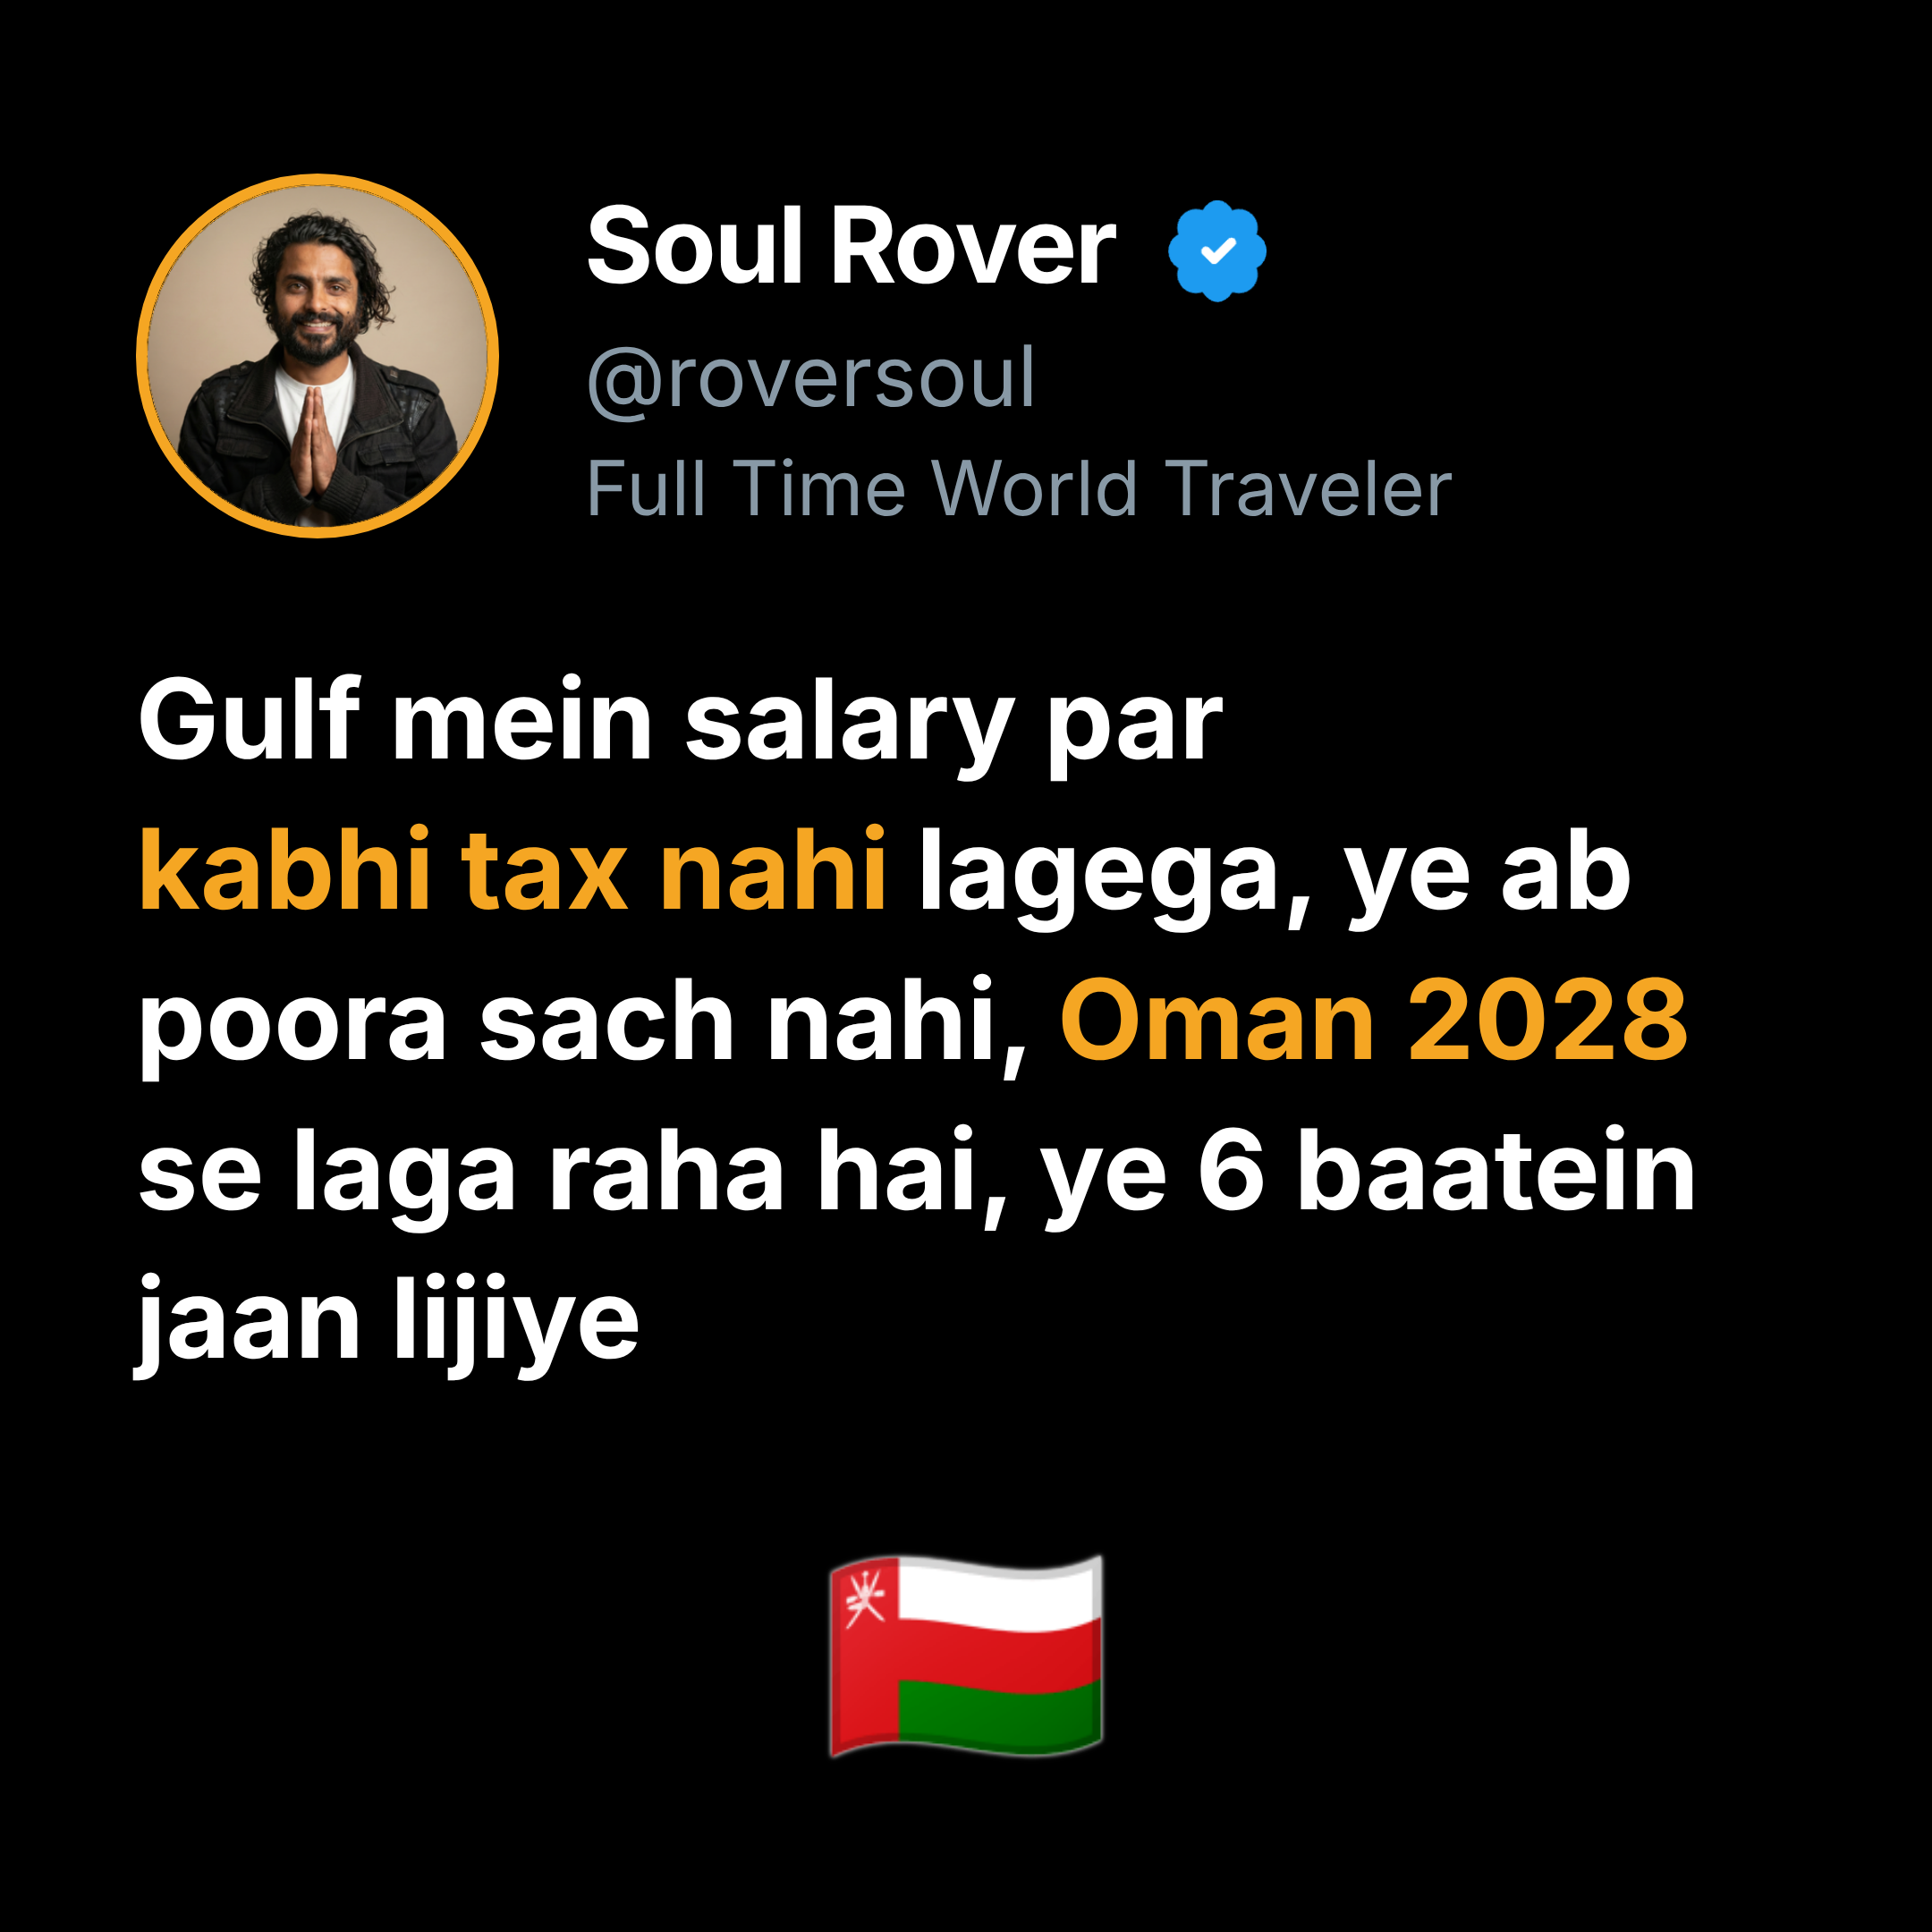 Soul Rover
@roversoul
Full Time World Traveler
Gulf mein salary par
kabhi tax nahi lagega, ye ab
poora sach nahi, Oman 2028
se laga raha hai, ye 6 baatein
jaan lijiye